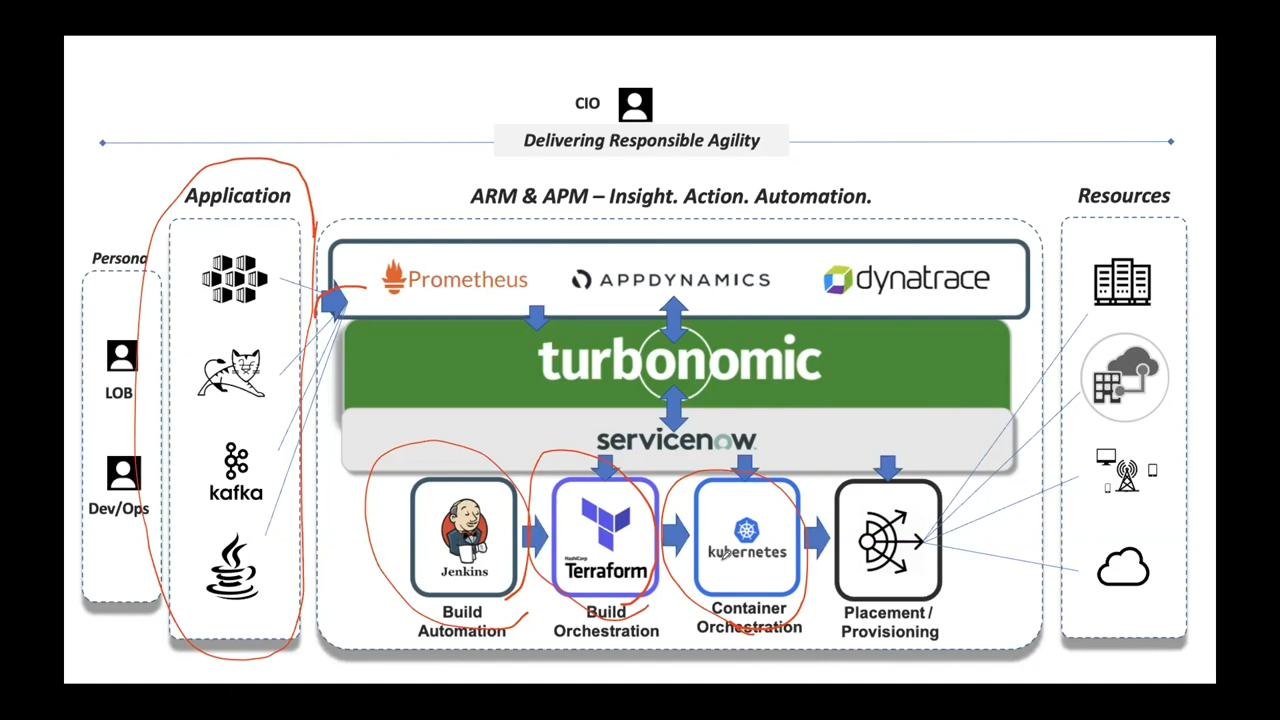 CIO
Delivering Responsible Agility
Application
ARM & APM – Insight. Action. Automation.
Resources
Persona
Prometheus
APPDYNAMICS
dynatrace
turbonomic
LOB
servicenow
kafka
Dev/Ops
Jenkins
HashiCorp
Terraform
kubernetes
Build
Automation
Build
Orchestration
Container
Orchestration
Placement /
Provisioning